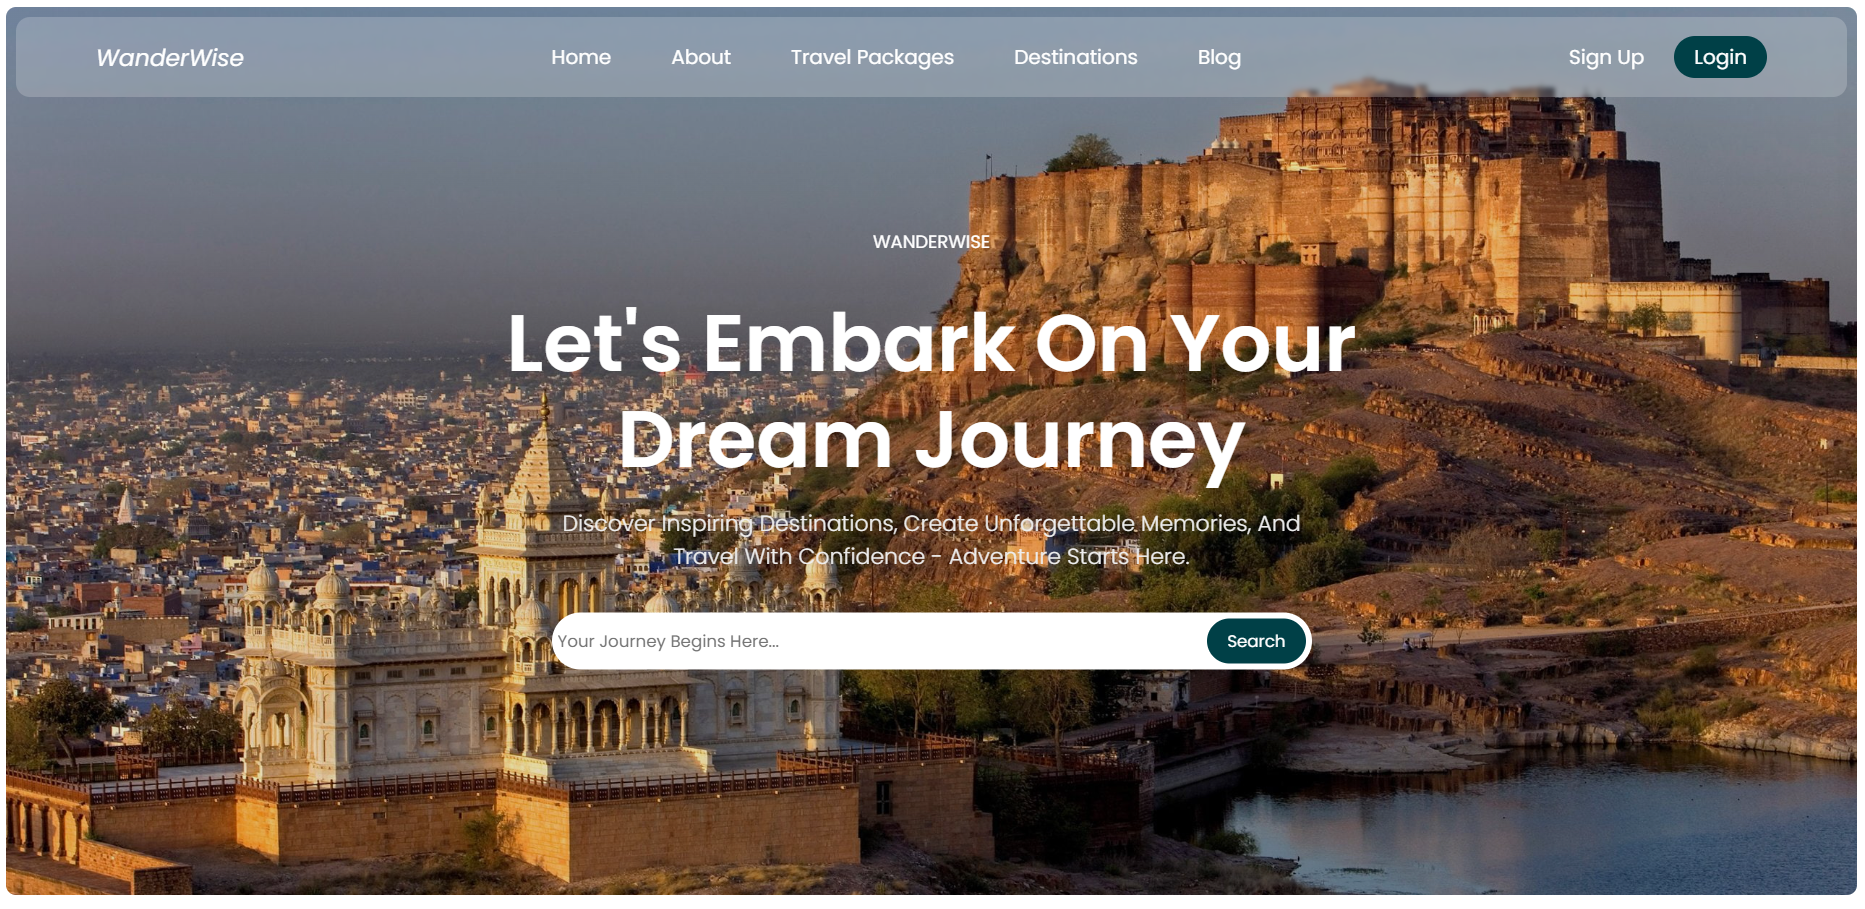 WanderWise
Home
About
Travel Packages
Destinations
Blog
Sign Up
Login
WANDERWISE
Let's Embark On Your
Dream Journey
Discover Inspiring Destinations, Create Unforgettable Memories, And
Travel With Confidence - Adventure Starts Here.
Your Journey Begins Here...
Search